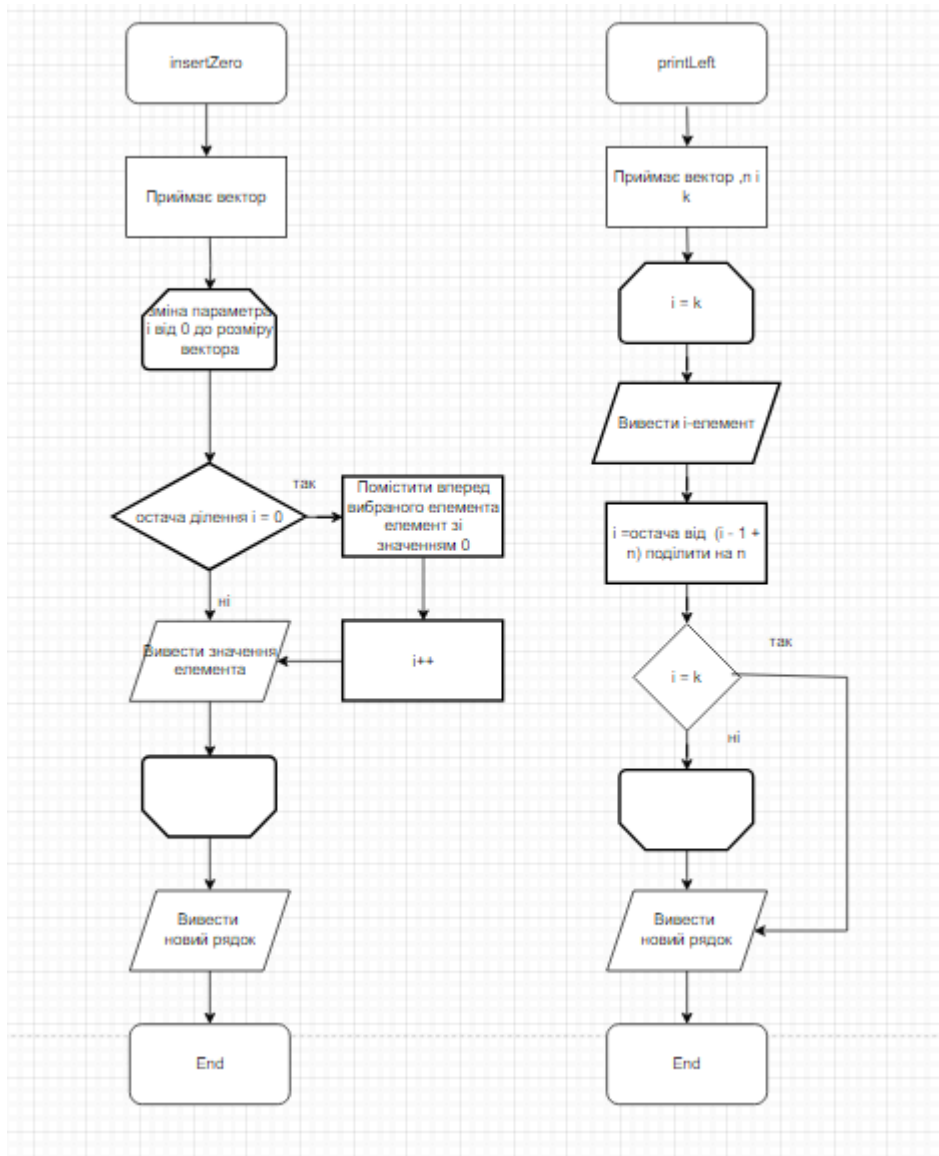 insertZero
Приймає вектор
зміна параметра
і від 0 до розміру
вектора
остача ділення і = 0
так
Помістити вперед
вибраного елемента
елемент зі
значенням 0
ні
i++
Вивести значення
елемента
Вивести
новий рядок
End
printLeft
Приймає вектор ,n і
k
i = k
Вивести і-елемент
i =остача від (i - 1 +
n) поділити на n
так
i = k
ні
Вивести
новий рядок
End